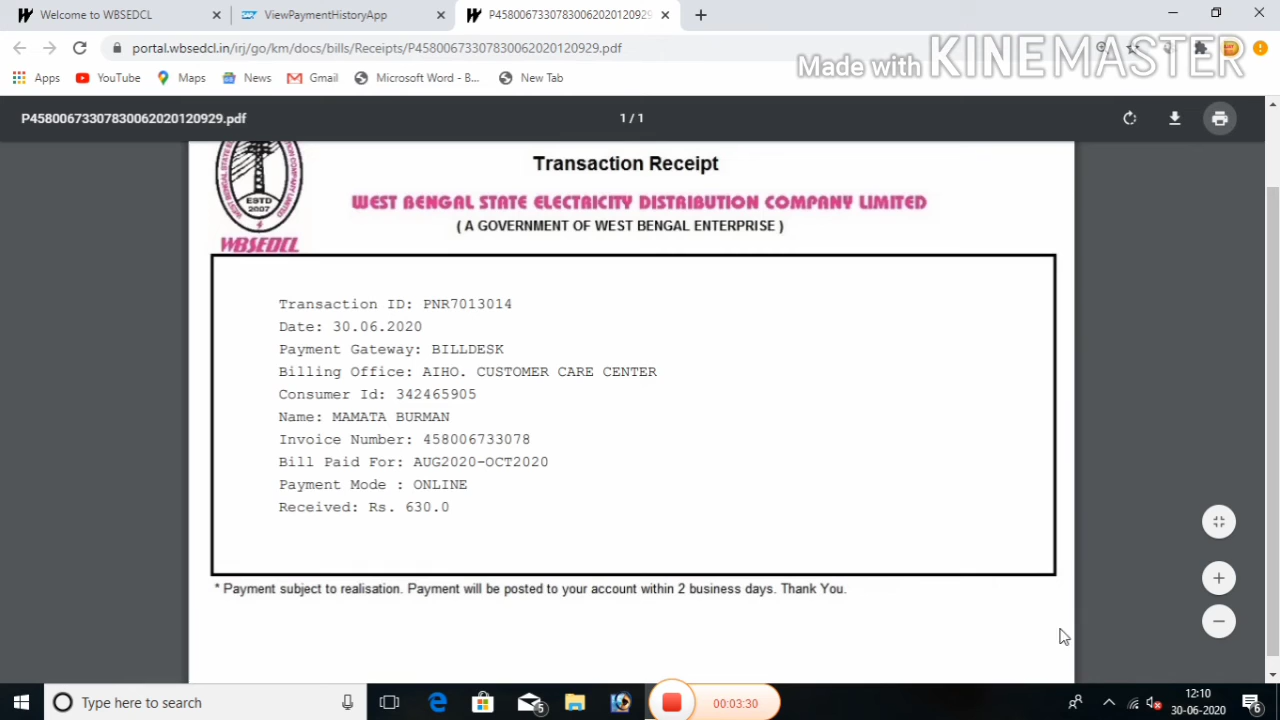 Welcome to WBSEDCL
ViewPaymentHistoryApp
P45800673307830062020120929
portal.wbsedcl.in/irj/go/km/docs/bills/Receipts/P45800673307830062020120929.pdf
Made with KINEMASTER
Apps
YouTube
Maps
News
Gmail
Microsoft Word - B...
New Tab
P45800673307830062020120929.pdf
1 / 1
Transaction Receipt
WEST BENGAL STATE ELECTRICITY DISTRIBUTION COMPANY LIMITED
( A GOVERNMENT OF WEST BENGAL ENTERPRISE )
ESTD
2007
WBSEDCL
Transaction ID: PNR7013014
Date: 30.06.2020
Payment Gateway: BILLDESK
Billing Office: AIHO. CUSTOMER CARE CENTER
Consumer Id: 342465905
Name: MAMATA BURMAN
Invoice Number: 458006733078
Bill Paid For: AUG2020-OCT2020
Payment Mode : ONLINE
Received: Rs. 630.0
* Payment subject to realisation. Payment will be posted to your account within 2 business days. Thank You.
Type here to search
5
00:03:30
12:10
30-06-2020
6